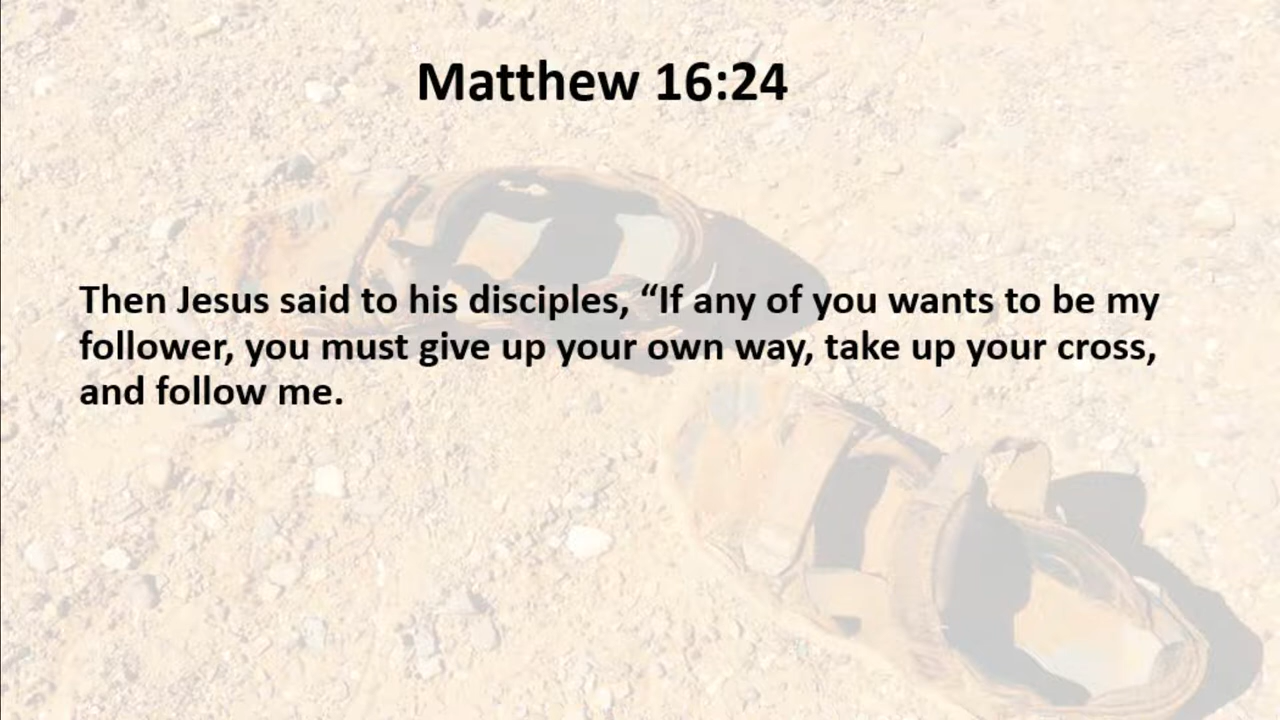 Matthew 16:24
Then Jesus said to his disciples, “If any of you wants to be my
follower, you must give up your own way, take up your cross,
and follow me.